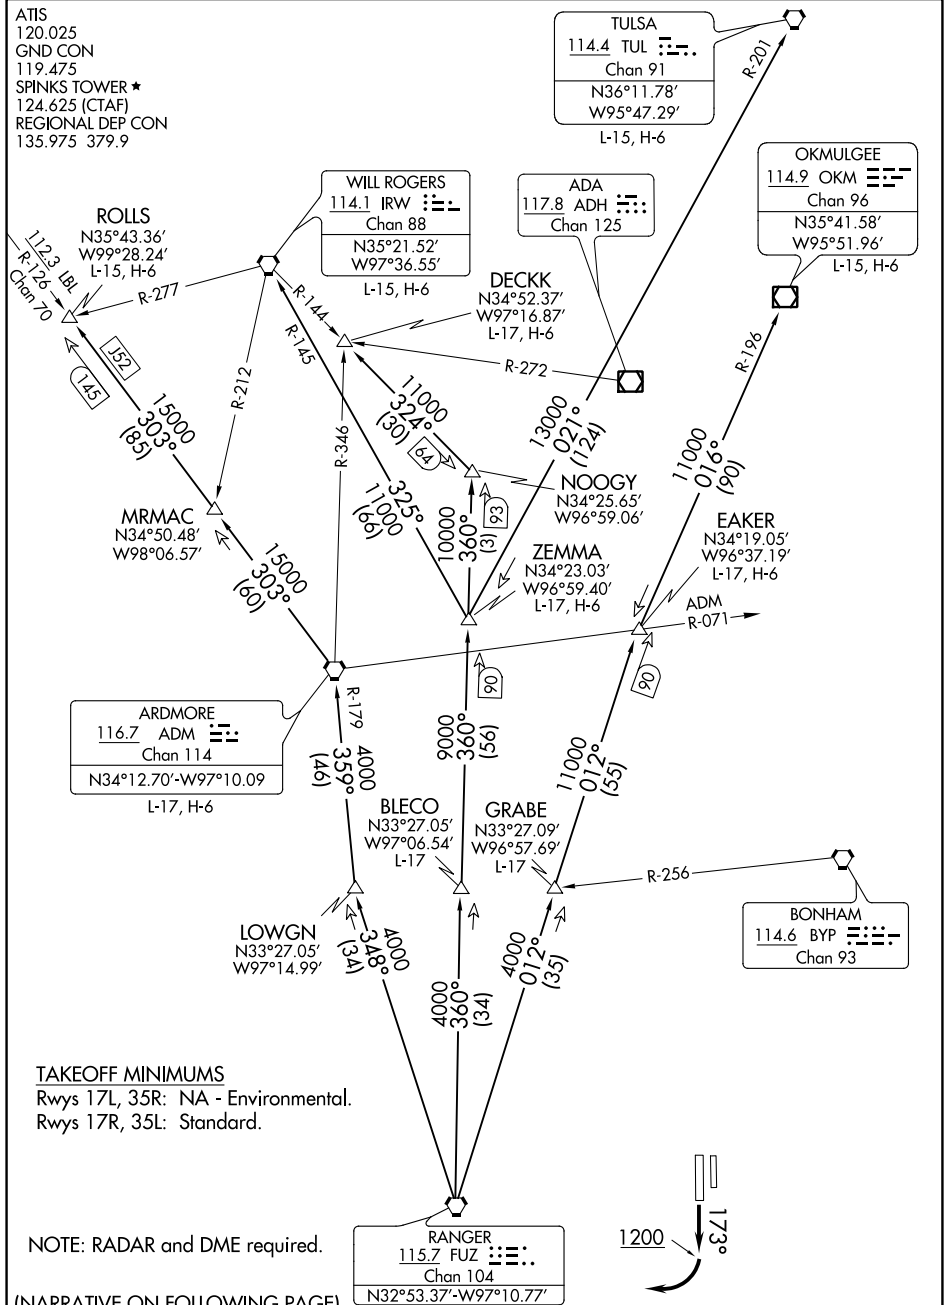 ATIS
120.025
GND CON
119.475
SPINKS TOWER ★
124.625 (CTAF)
REGIONAL DEP CON
135.975 379.9
TULSA
114.4 TUL
Chan 91
N36°11.78′
W95°47.29′
L-15, H-6
R-201
OKMULGEE
114.9 OKM
Chan 96
N35°41.58′
W95°51.96′
L-15, H-6
WILL ROGERS
114.1 IRW
Chan 88
N35°21.52′
W97°36.55′
L-15, H-6
ADA
117.8 ADH
Chan 125
ROLLS
N35°43.36′
W99°28.24′
L-15, H-6
112.3 LBL
R-126
Chan 70
R-277
R-144
R-145
DECKK
N34°52.37′
W97°16.87′
L-17, H-6
R-272
R-196
J52
145
15000
303°
(85)
R-212
R-346
11000
324°
(30)
64
325°
11000
(66)
13000
021°
(124)
11000
016°
(90)
NOOGY
N34°25.65′
W96°59.06′
93
10000
360°
(3)
MRMAC
N34°50.48′
W98°06.57′
ZEMMA
N34°23.03′
W96°59.40′
L-17, H-6
EAKER
N34°19.05′
W96°37.19′
L-17, H-6
15000
303°
(60)
ADM
R-071
90
90
ARDMORE
116.7 ADM
Chan 114
N34°12.70′-W97°10.09
L-17, H-6
R-179
4000
359°
(46)
9000
360°
(56)
11000
012°
(55)
BLECO
N33°27.05′
W97°06.54′
L-17
GRABE
N33°27.09′
W96°57.69′
L-17
R-256
BONHAM
114.6 BYP
Chan 93
LOWGN
N33°27.05′
W97°14.99′
4000
348°
(34)
4000
360°
(34)
4000
012°
(35)
TAKEOFF MINIMUMS
Rwys 17L, 35R: NA - Environmental.
Rwys 17R, 35L: Standard.
173°
1200
NOTE: RADAR and DME required.
RANGER
115.7 FUZ
Chan 104
N32°53.37′-W97°10.77′
(NARRATIVE ON FOLLOWING PAGE)